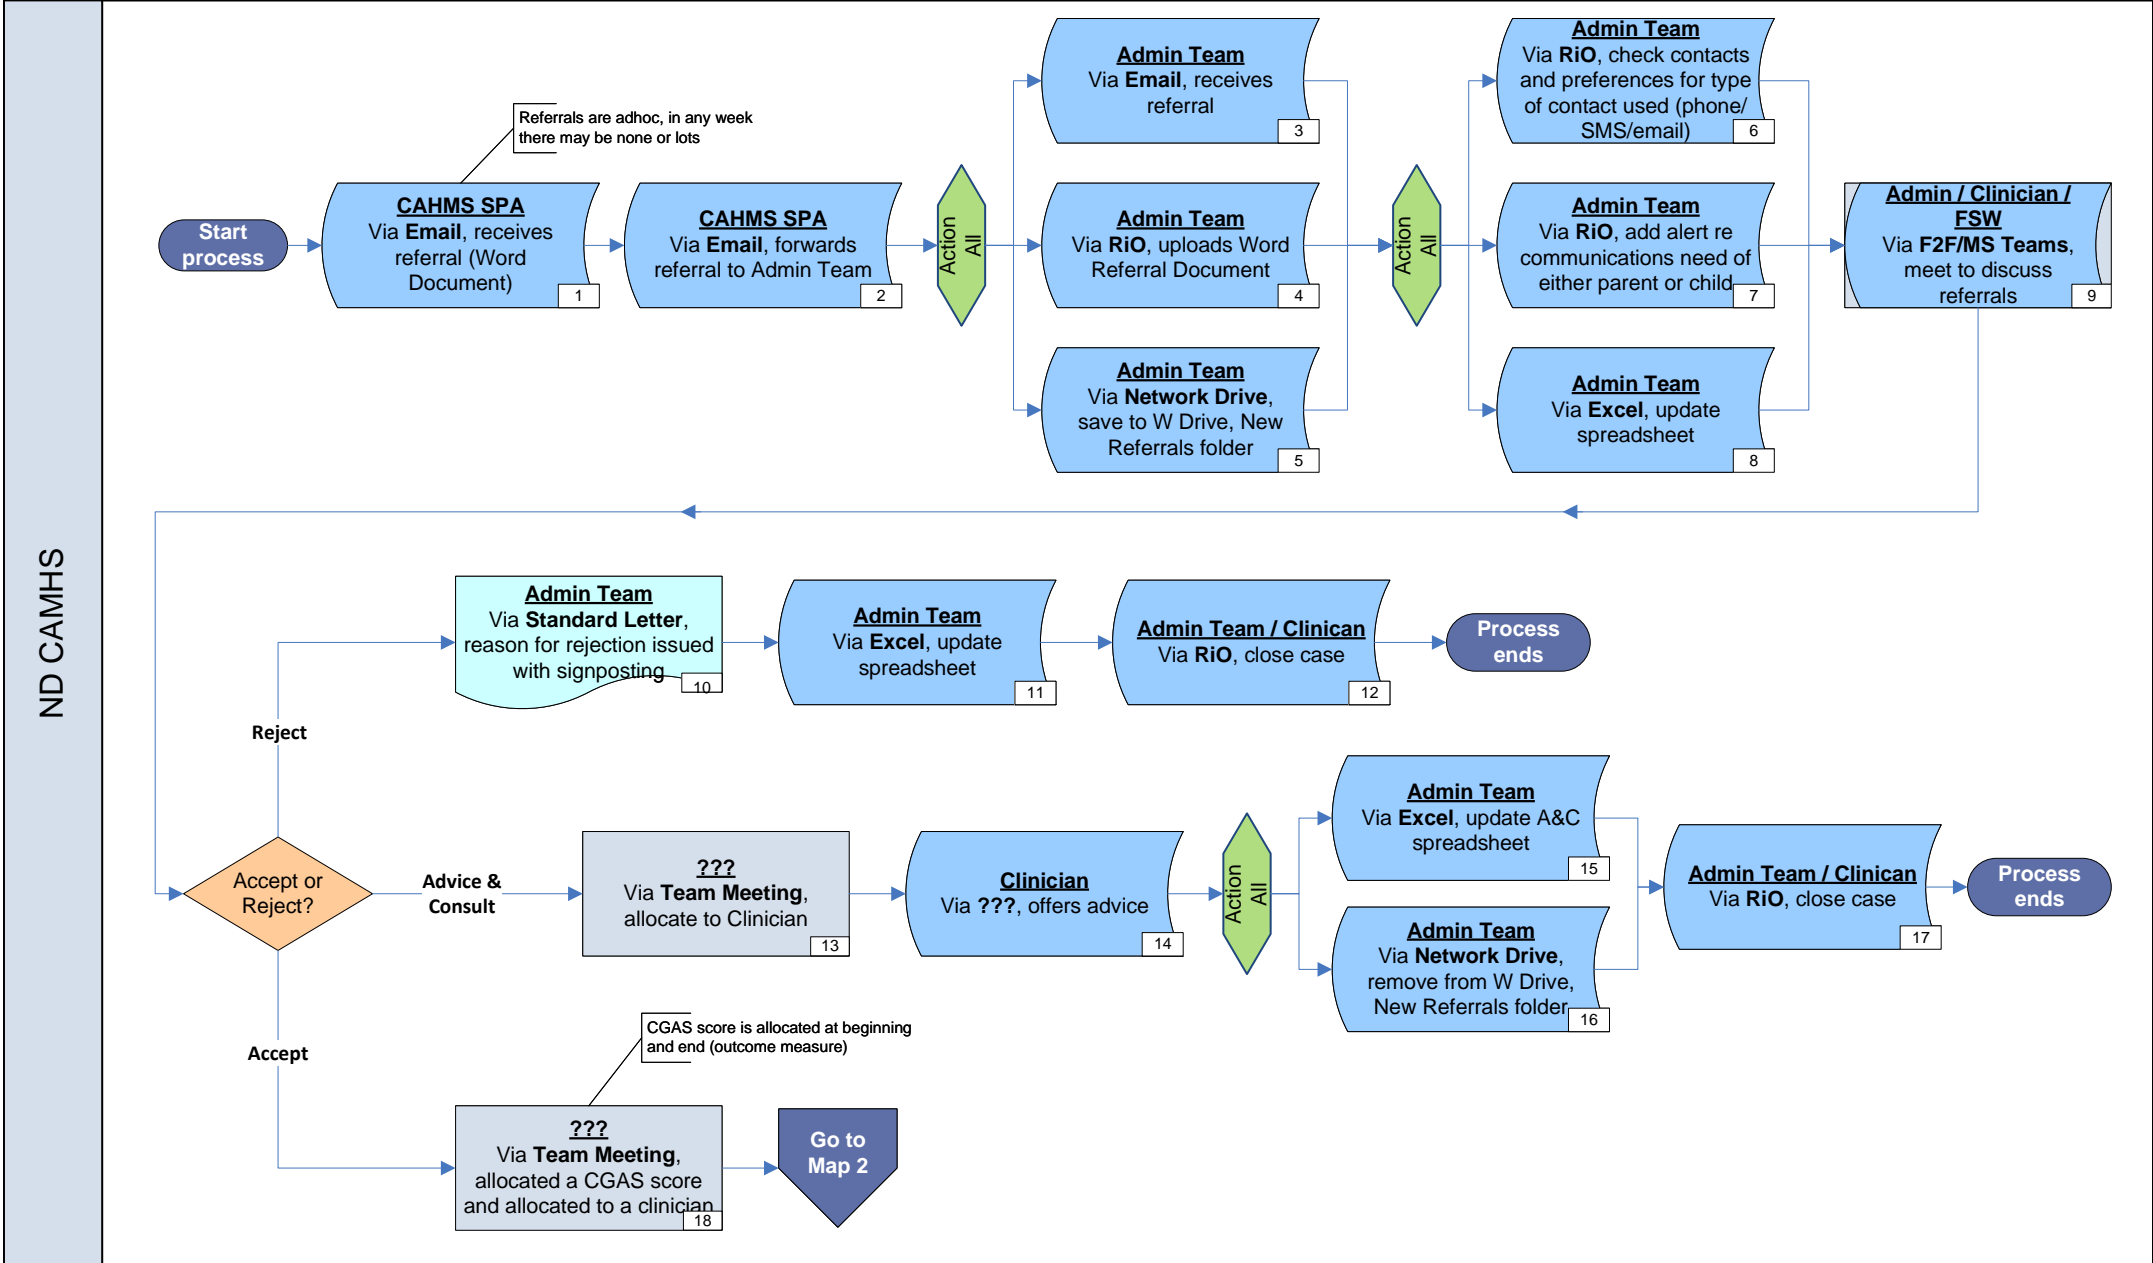 ND CAMHS
Start
process
Referrals are adhoc, in any week
there may be none or lots
CAHMS SPA
Via Email, receives
referral (Word
Document)
1
CAHMS SPA
Via Email, forwards
referral to Admin Team
2
Action
All
Admin Team
Via Email, receives
referral
3
Admin Team
Via RiO, uploads Word
Referral Document
4
Admin Team
Via Network Drive,
save to W Drive, New
Referrals folder
5
Action
All
Admin Team
Via RiO, check contacts
and preferences for type
of contact used (phone/
SMS/email)
6
Admin Team
Via RiO, add alert re
communications need of
either parent or child
7
Admin Team
Via Excel, update
spreadsheet
8
Admin / Clinician /
FSW
Via F2F/MS Teams,
meet to discuss
referrals
9
Accept or
Reject?
Reject
Admin Team
Via Standard Letter,
reason for rejection issued
with signposting
10
Admin Team
Via Excel, update
spreadsheet
11
Admin Team / Clinican
Via RiO, close case
12
Process
ends
Advice &
Consult
???
Via Team Meeting,
allocate to Clinician
13
Clinician
Via ???, offers advice
14
Action
All
Admin Team
Via Excel, update A&C
spreadsheet
15
Admin Team
Via Network Drive,
remove from W Drive,
New Referrals folder
16
Admin Team / Clinican
Via RiO, close case
17
Process
ends
Accept
CGAS score is allocated at beginning
and end (outcome measure)
???
Via Team Meeting,
allocated a CGAS score
and allocated to a clinician
18
Go to
Map 2